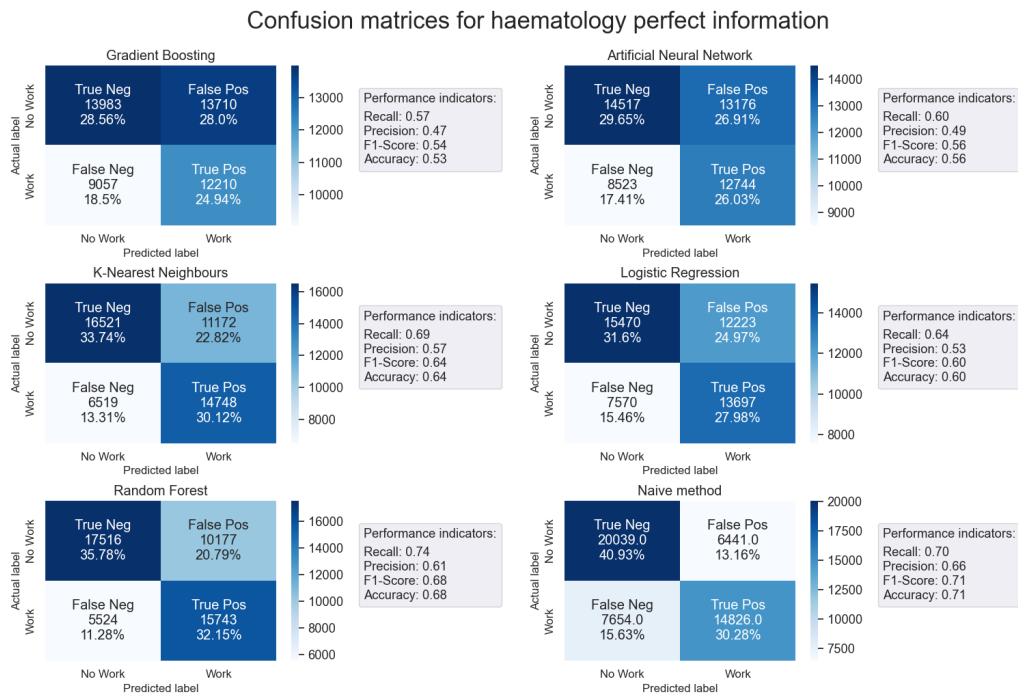 Confusion matrices for haematology perfect information
Gradient Boosting
Actual label
No Work
Work
True Neg
13983
28.56%
False Pos
13710
28.0%
False Neg
9057
18.5%
True Pos
12210
24.94%
No Work
Work
Predicted label
13000
12000
11000
10000
Performance indicators:
Recall: 0.57
Precision: 0.47
F1-Score: 0.54
Accuracy: 0.53
Artificial Neural Network
Actual label
No Work
Work
True Neg
14517
29.65%
False Pos
13176
26.91%
False Neg
8523
17.41%
True Pos
12744
26.03%
No Work
Work
Predicted label
14000
13000
12000
11000
10000
9000
Performance indicators:
Recall: 0.60
Precision: 0.49
F1-Score: 0.56
Accuracy: 0.56
K-Nearest Neighbours
Actual label
No Work
Work
True Neg
16521
33.74%
False Pos
11172
22.82%
False Neg
6519
13.31%
True Pos
14748
30.12%
No Work
Work
Predicted label
16000
14000
12000
10000
8000
Performance indicators:
Recall: 0.69
Precision: 0.57
F1-Score: 0.64
Accuracy: 0.64
Logistic Regression
Actual label
No Work
Work
True Neg
15470
31.6%
False Pos
12223
24.97%
False Neg
7570
15.46%
True Pos
13697
27.98%
No Work
Work
Predicted label
14000
12000
10000
8000
Performance indicators:
Recall: 0.64
Precision: 0.53
F1-Score: 0.60
Accuracy: 0.60
Random Forest
Actual label
No Work
Work
True Neg
17516
35.78%
False Pos
10177
20.79%
False Neg
5524
11.28%
True Pos
15743
32.15%
No Work
Work
Predicted label
16000
14000
12000
10000
8000
6000
Performance indicators:
Recall: 0.74
Precision: 0.61
F1-Score: 0.68
Accuracy: 0.68
Naive method
Actual label
No Work
Work
True Neg
20039.0
40.93%
False Pos
6441.0
13.16%
False Neg
7654.0
15.63%
True Pos
14826.0
30.28%
No Work
Work
Predicted label
20000
17500
15000
12500
10000
7500
Performance indicators:
Recall: 0.70
Precision: 0.66
F1-Score: 0.71
Accuracy: 0.71